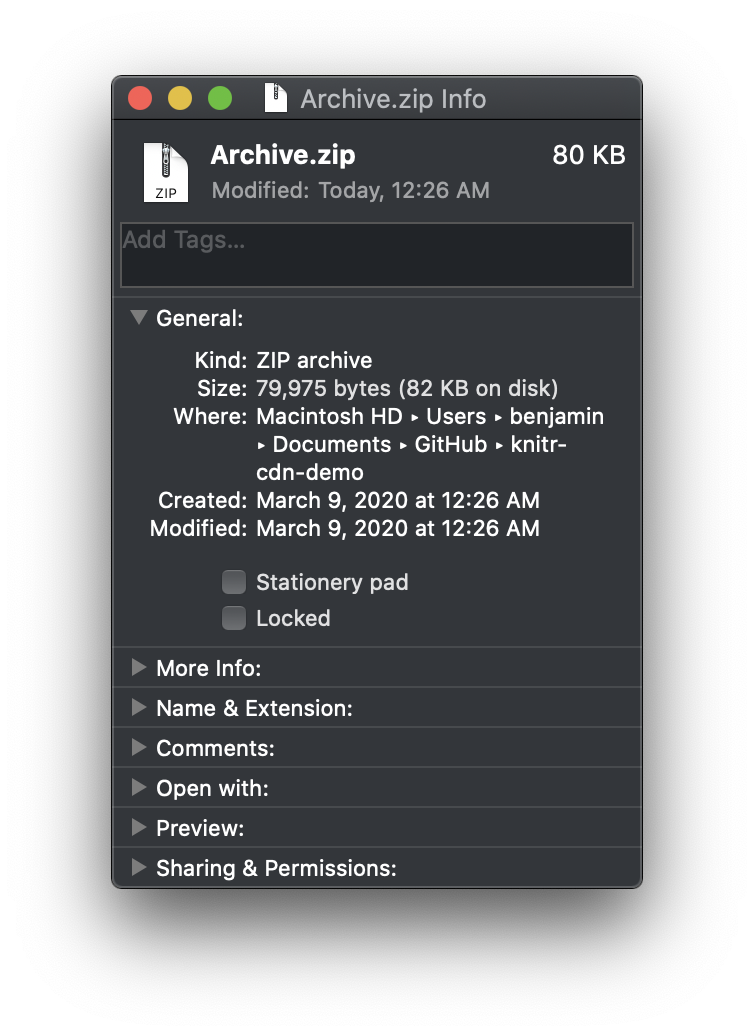 Archive.zip Info
Archive.zip 80 KB
ZIP
Modified: Today, 12:26 AM
Add Tags...
General:
Kind: ZIP archive
Size: 79,975 bytes (82 KB on disk)
Where: Macintosh HD ▸ Users ▸ benjamin
▸ Documents ▸ GitHub ▸ knitr-
cdn-demo
Created: March 9, 2020 at 12:26 AM
Modified: March 9, 2020 at 12:26 AM
Stationery pad
Locked
More Info:
Name & Extension:
Comments:
Open with:
Preview:
Sharing & Permissions: